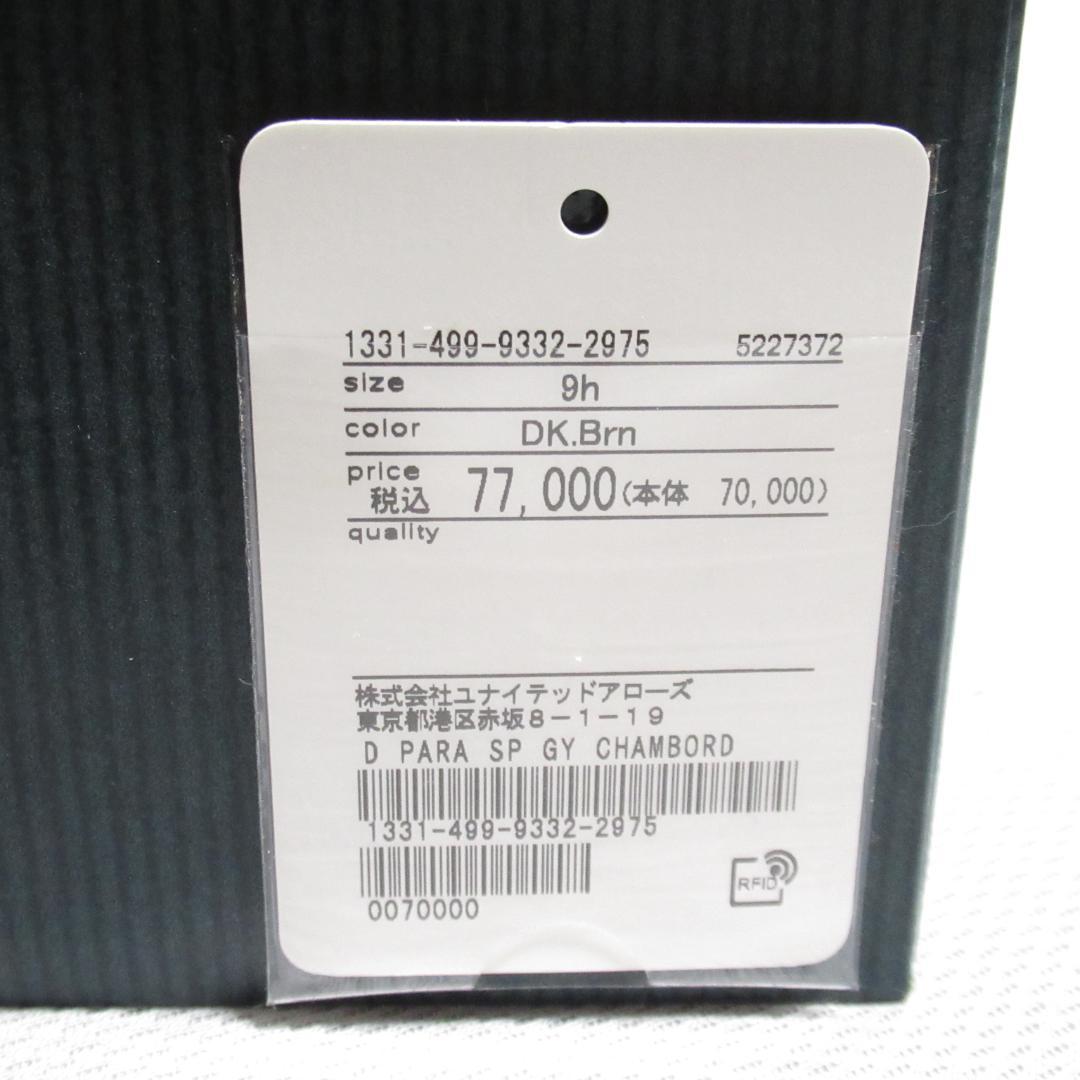 1331-499-9332-2975 5227372
size 9h
color DK.Brn
price
税込 77,000(本体 70,000)
quality
株式会社ユナイテッドアローズ
東京都港区赤坂8-1-19
D PARA SP GY CHAMBORD
1331-499-9332-2975
0070000
RFID